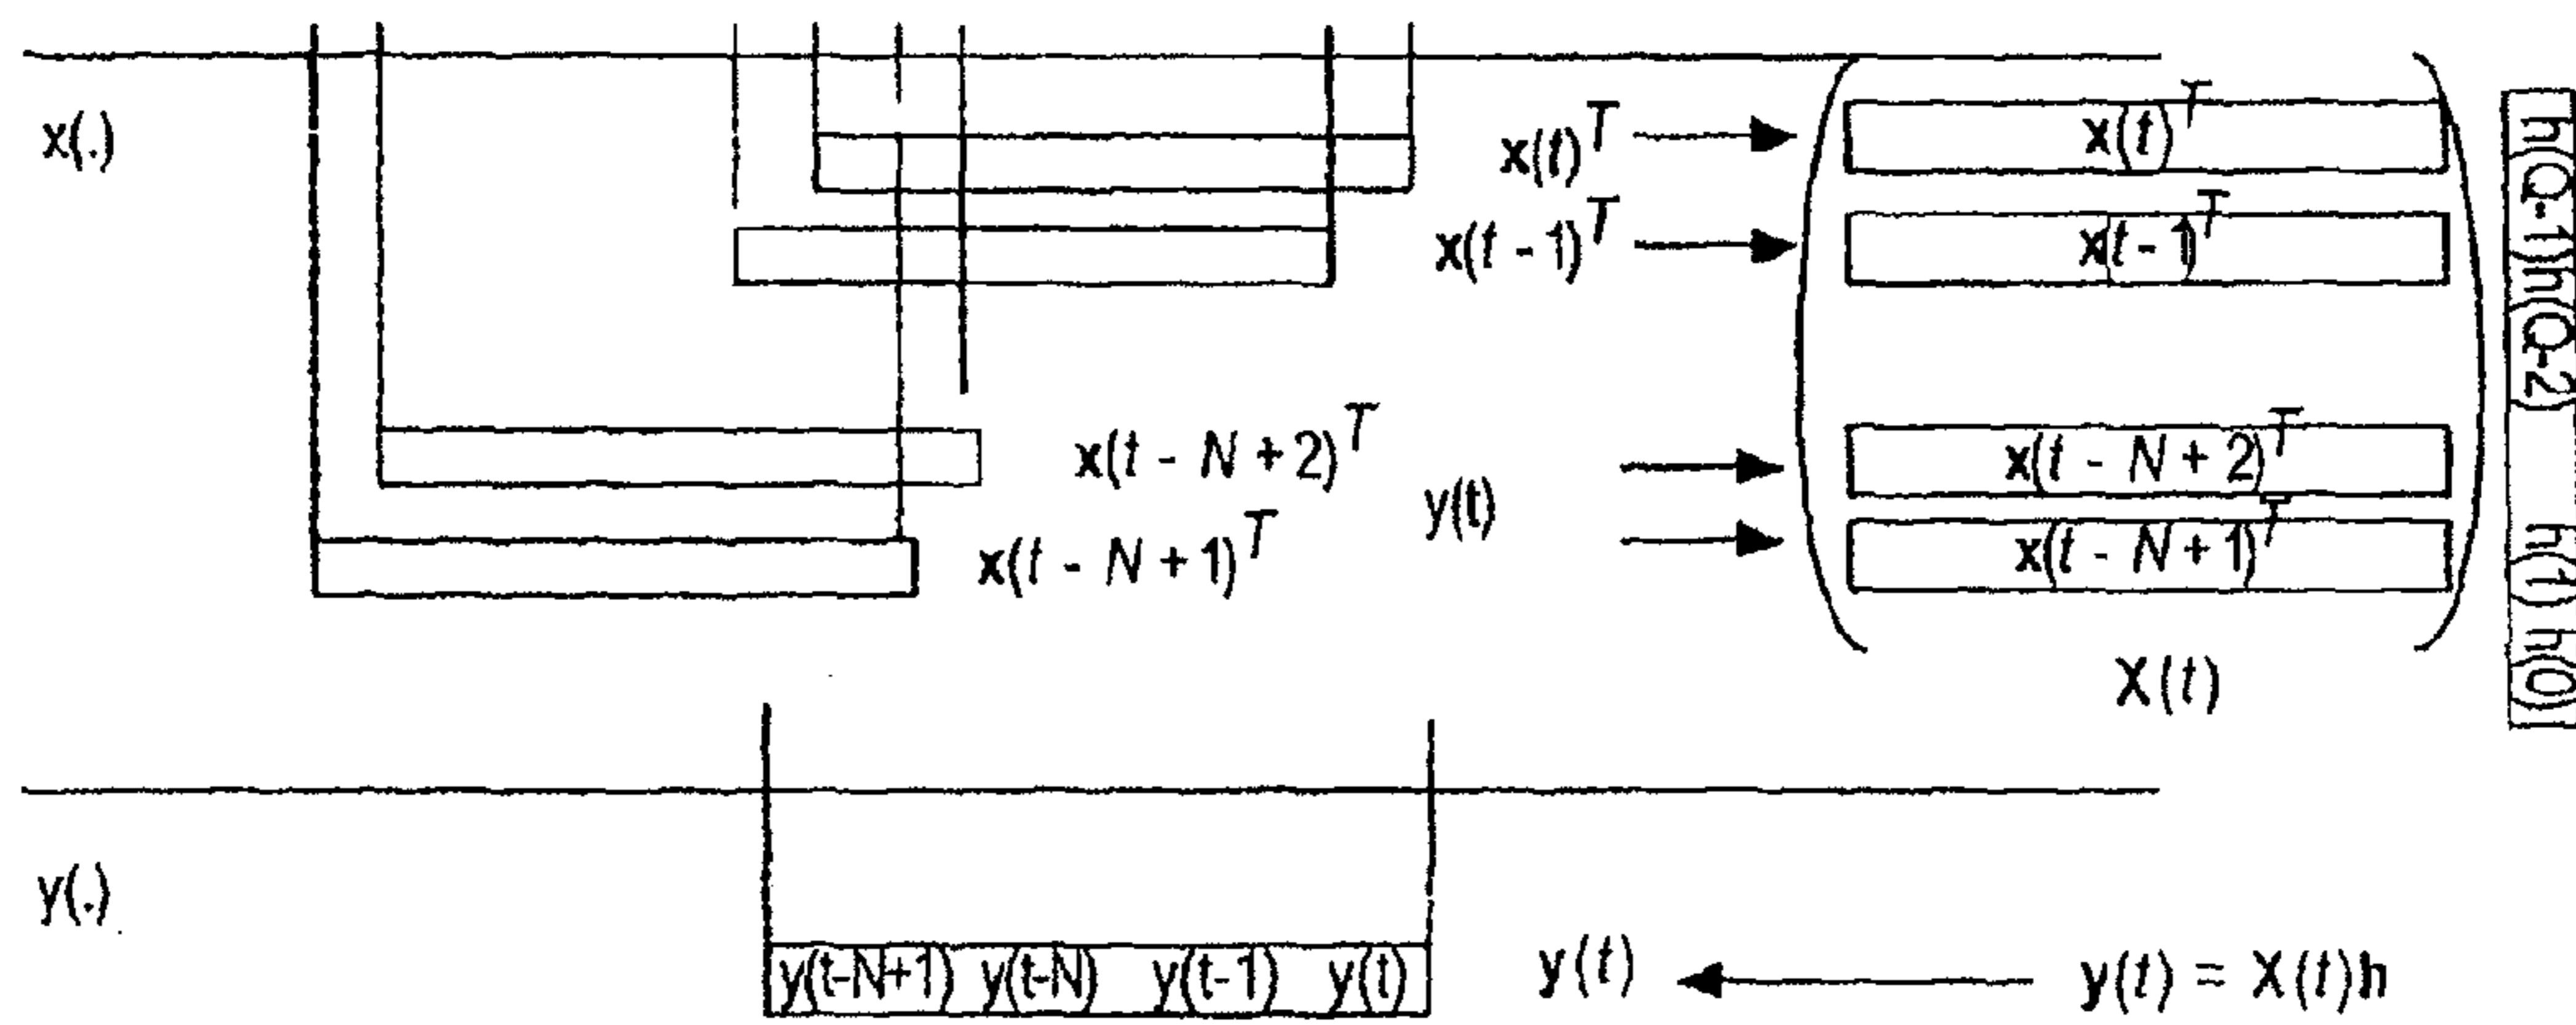 x(.)
x(t)^T
x(t)^T
x(t - 1)^T
x(t - 1)^T
x(t - N + 2)^T
x(t - N + 2)^T
y(t)
x(t - N + 1)^T
x(t - N + 1)^T
X(t)
h(Q-1)h(Q-2) h(1) h(0)
y(.)
y(t-N+1) y(t-N) y(t-1) y(t)
y(t)
y(t) = X(t)h